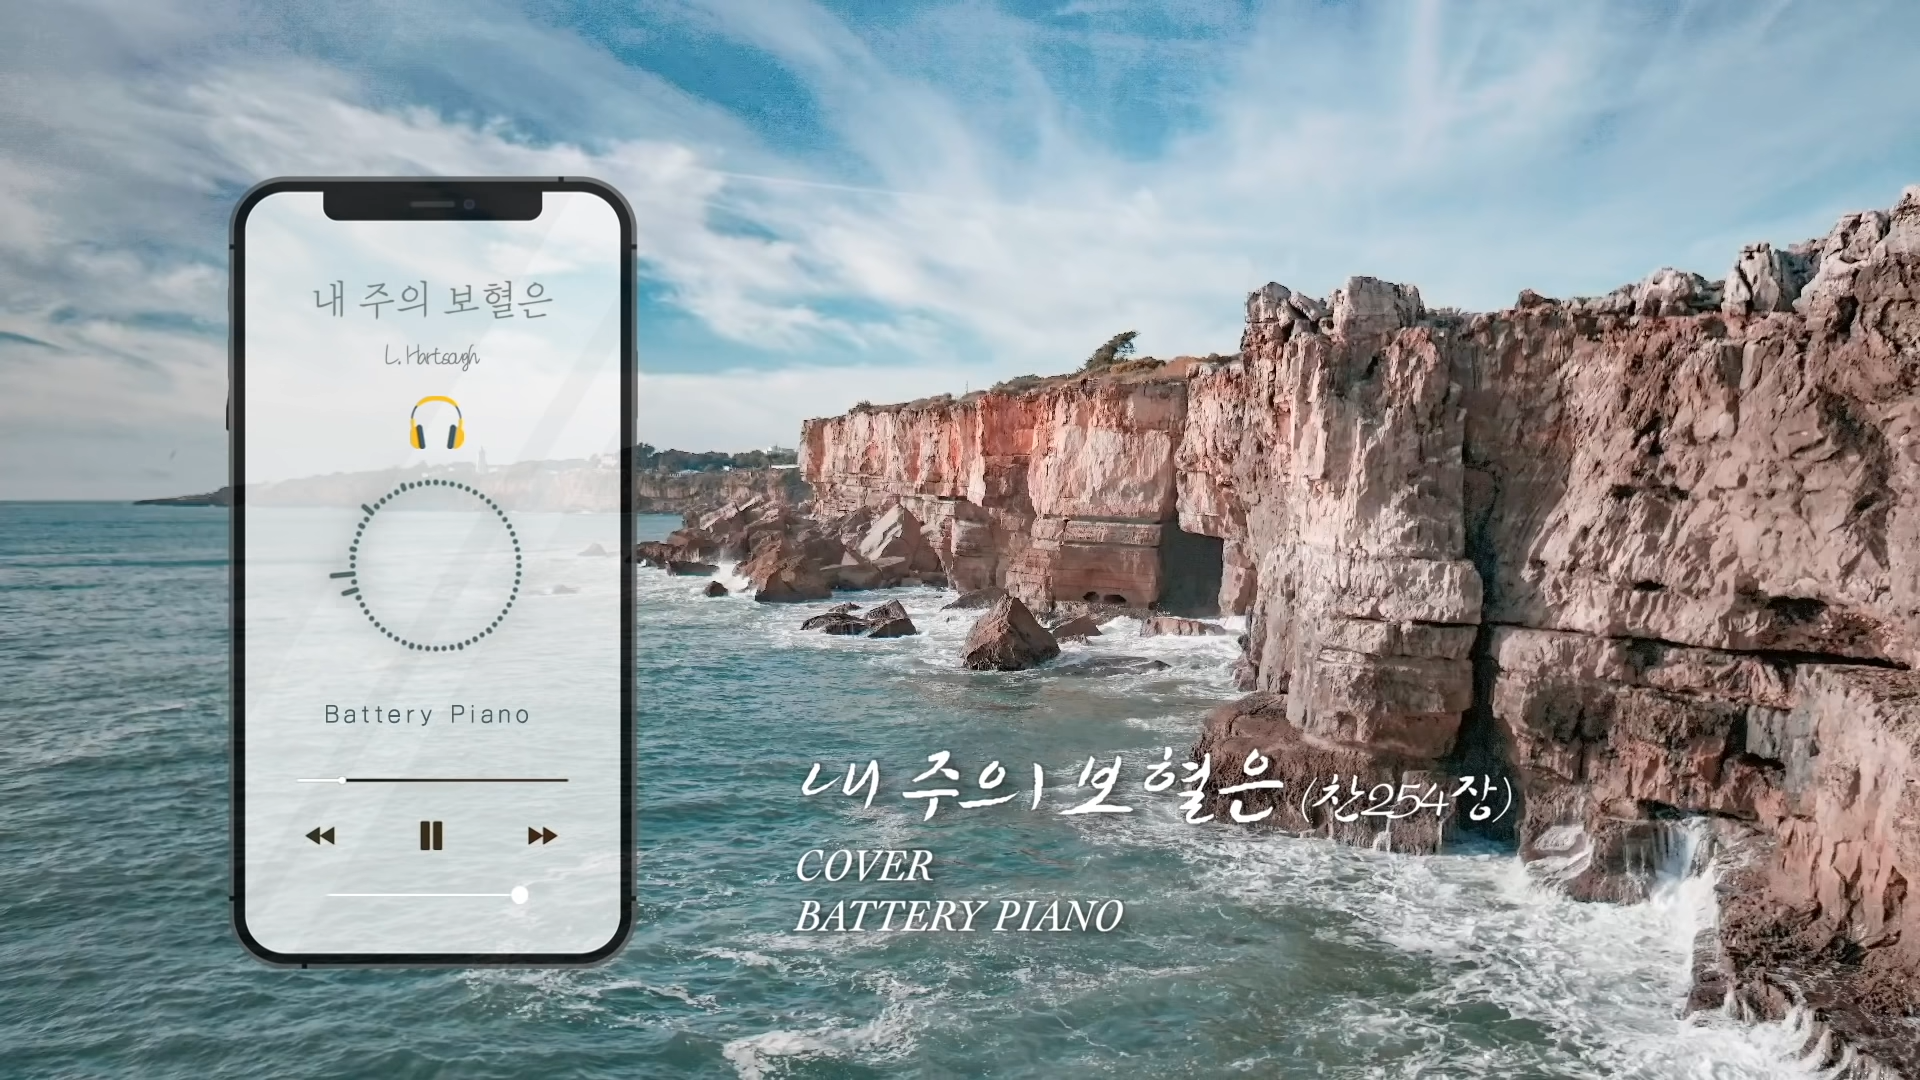 내 주의 보혈은
L. Hartsough
Battery Piano
내 주의 보혈은 (찬254장)
COVER
BATTERY PIANO